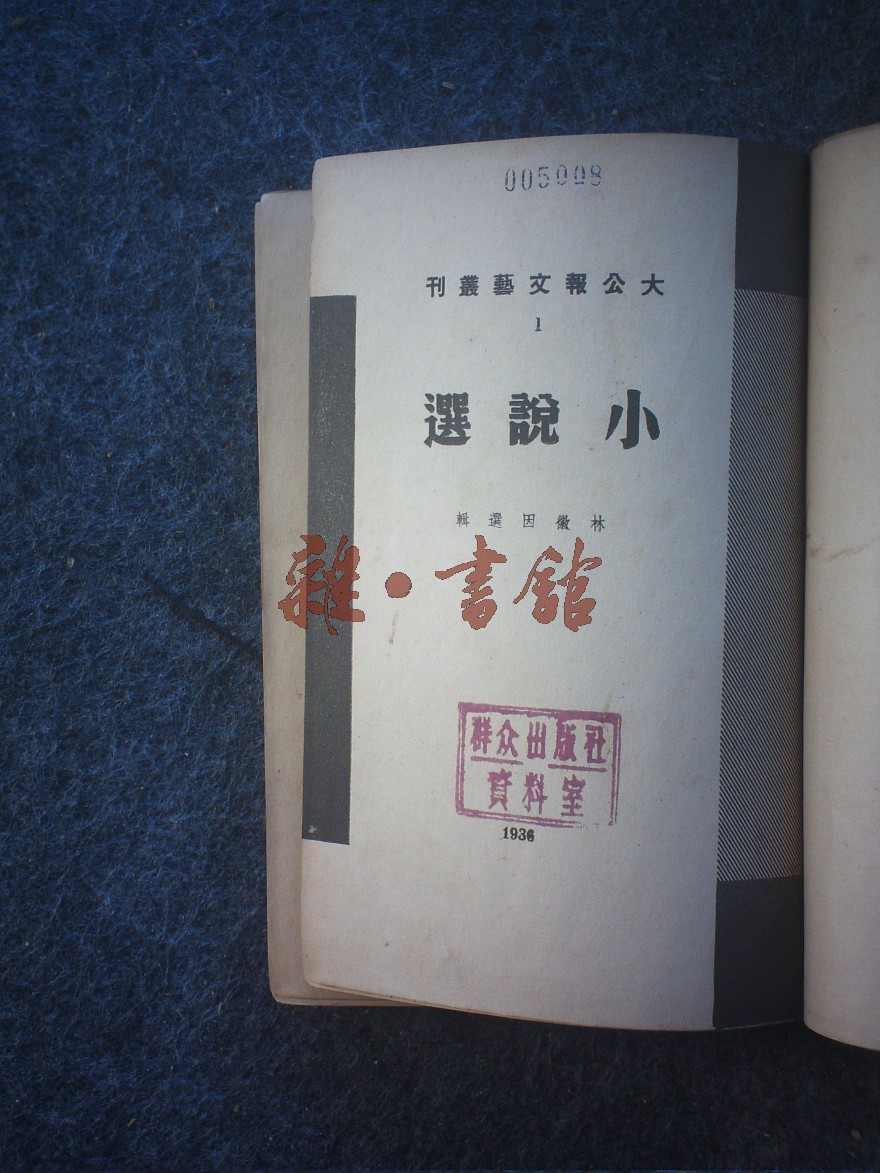 005008
大公報文藝叢刊
1
小說選
林徽因選輯
雜·書館
群众出版社
資料室
1936